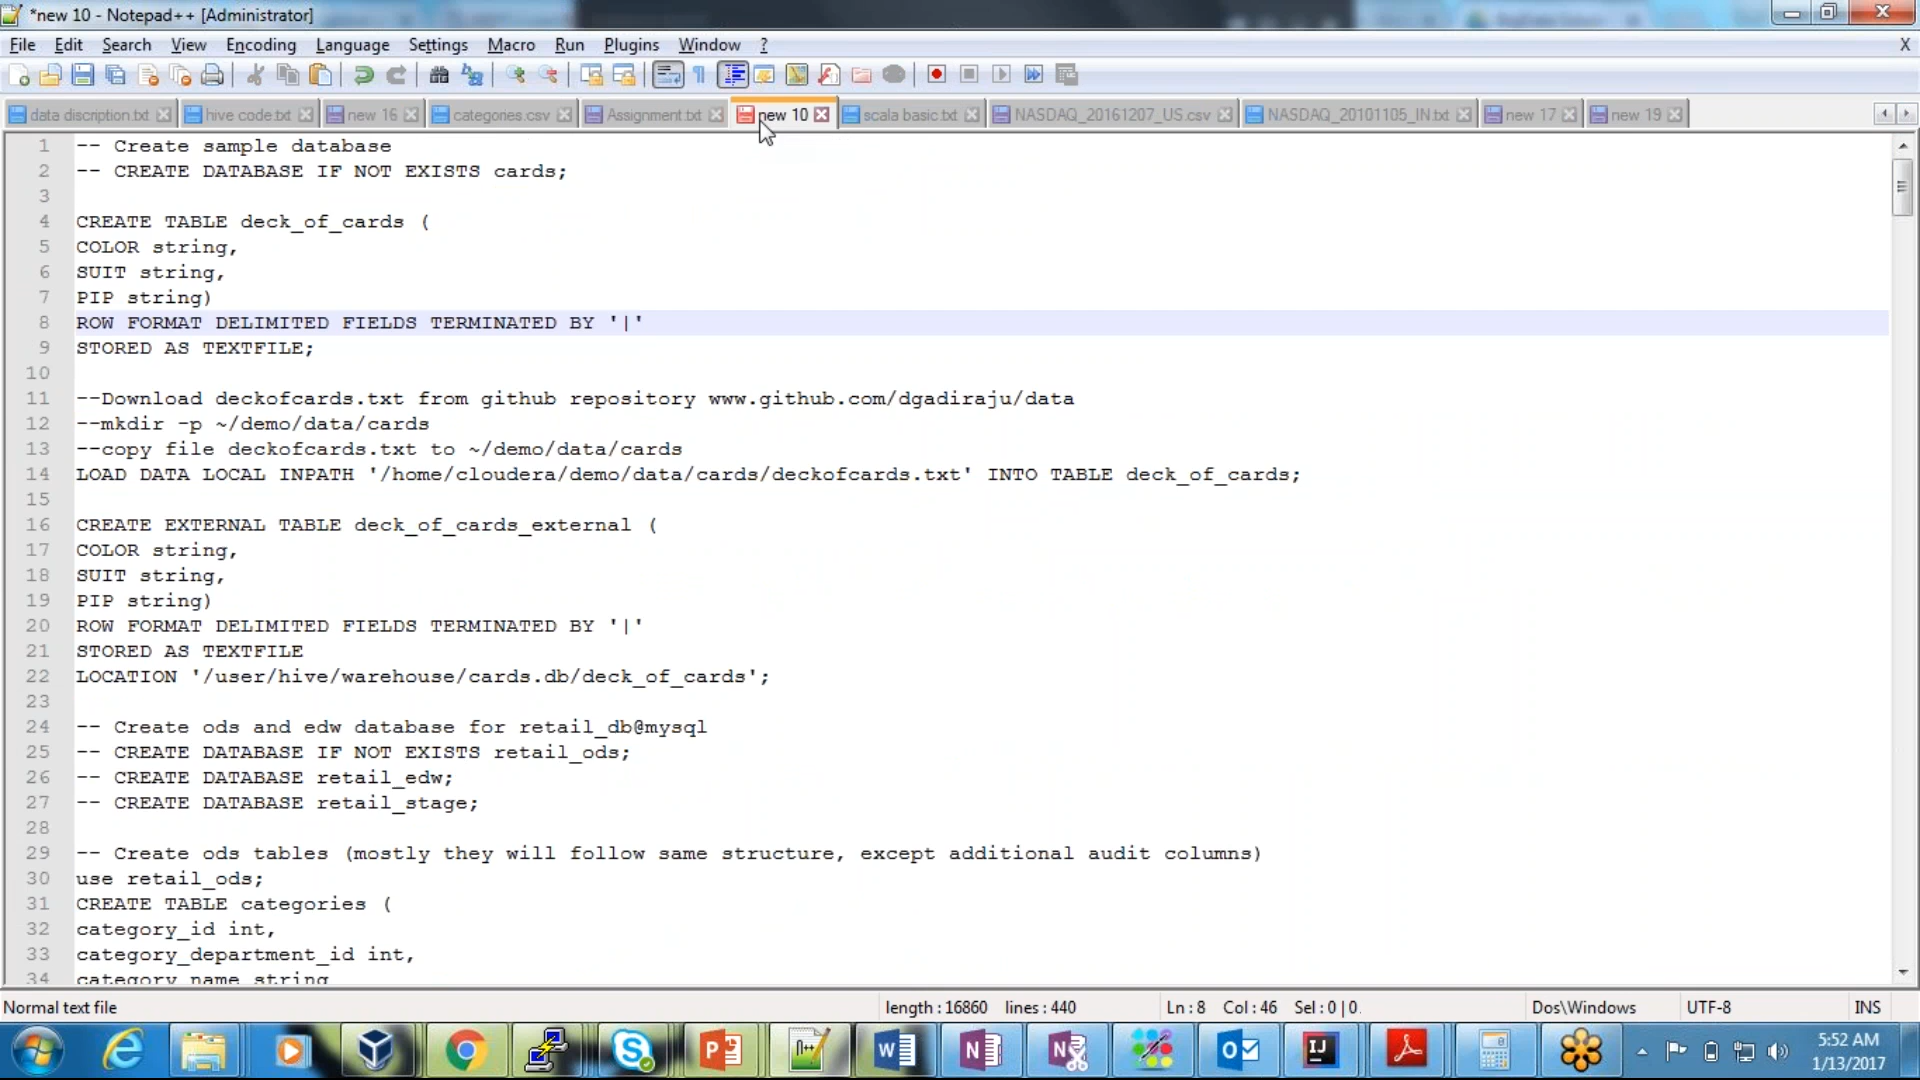 *new 10 - Notepad++ [Administrator]
File Edit Search View Encoding Language Settings Macro Run Plugins Window ?
X
data discription.txt hive code.txt new 16 categories.csv Assignment.txt new 10 scala basic.txt NASDAQ_20161207_US.csv NASDAQ_20101105_IN.txt new 17 new 19
1 -- Create sample database
2 -- CREATE DATABASE IF NOT EXISTS cards;
3
4 CREATE TABLE deck_of_cards (
5 COLOR string,
6 SUIT string,
7 PIP string)
8 ROW FORMAT DELIMITED FIELDS TERMINATED BY '|'
9 STORED AS TEXTFILE;
10
11 --Download deckofcards.txt from github repository www.github.com/dgadiraju/data
12 --mkdir -p ~/demo/data/cards
13 --copy file deckofcards.txt to ~/demo/data/cards
14 LOAD DATA LOCAL INPATH '/home/cloudera/demo/data/cards/deckofcards.txt' INTO TABLE deck_of_cards;
15
16 CREATE EXTERNAL TABLE deck_of_cards_external (
17 COLOR string,
18 SUIT string,
19 PIP string)
20 ROW FORMAT DELIMITED FIELDS TERMINATED BY '|'
21 STORED AS TEXTFILE
22 LOCATION '/user/hive/warehouse/cards.db/deck_of_cards';
23
24 -- Create ods and edw database for retail_db@mysql
25 -- CREATE DATABASE IF NOT EXISTS retail_ods;
26 -- CREATE DATABASE retail_edw;
27 -- CREATE DATABASE retail_stage;
28
29 -- Create ods tables (mostly they will follow same structure, except additional audit columns)
30 use retail_ods;
31 CREATE TABLE categories (
32 category_id int,
33 category_department_id int,
34 category_name string
Normal text file length : 16860 lines : 440 Ln : 8 Col : 46 Sel : 0 | 0 Dos\Windows UTF-8 INS
5:52 AM
1/13/2017